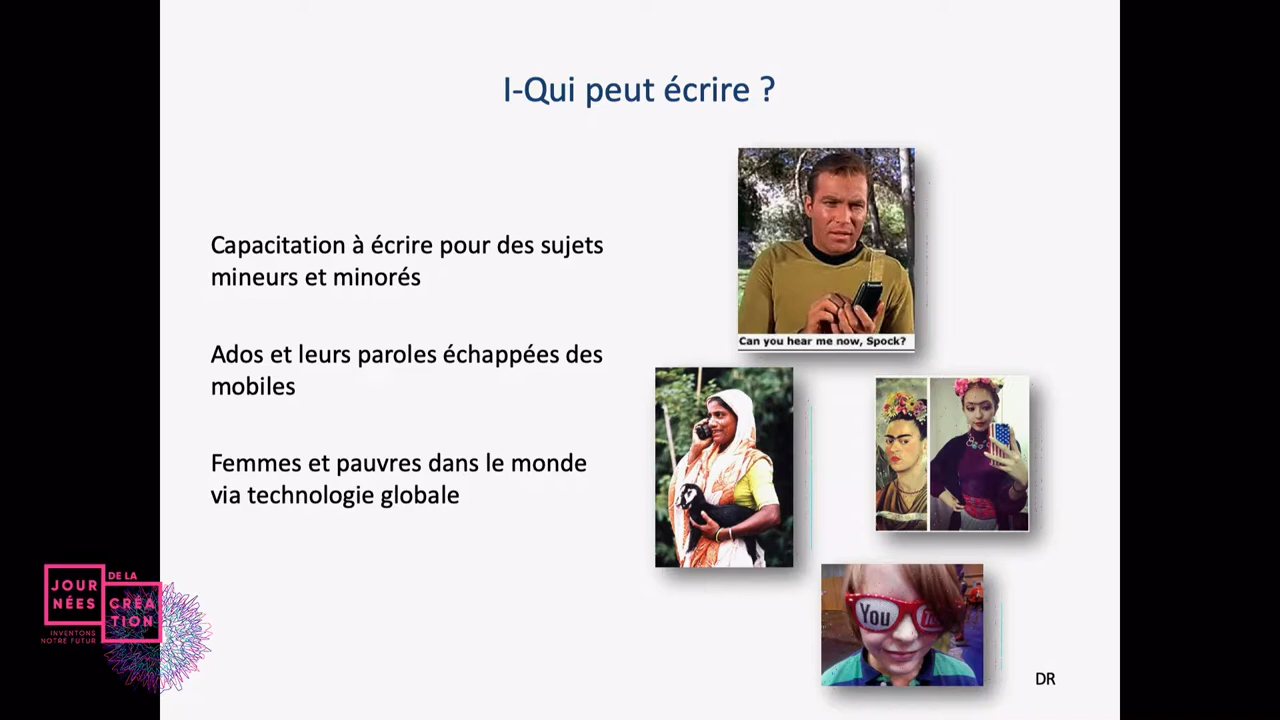 I-Qui peut écrire ?
Capacitation à écrire pour des sujets
mineurs et minorés
Ados et leurs paroles échappées des
mobiles
Femmes et pauvres dans le monde
via technologie globale
Can you hear me now, Spock?
You
DR
JOUR
NÉES
DE LA
CRÉA
TION
INVENTONS
NOTRE FUTUR